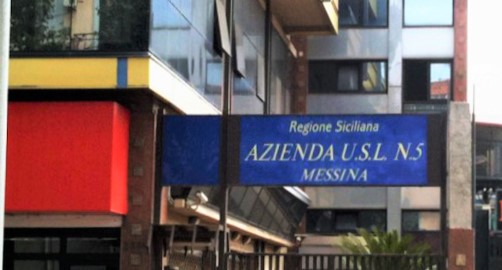 Regione Siciliana
AZIENDA U.S.L. N.5
MESSINA